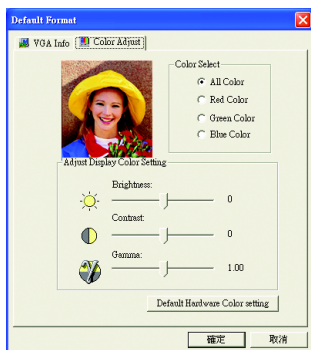 Default Format
VGA Info
Color Adjust
Color Select
All Color
Red Color
Green Color
Blue Color
Adjust Display Color Setting
Brightness:
0
Contrast:
0
Gamma:
1.00
Default Hardware Color setting
確定
取消